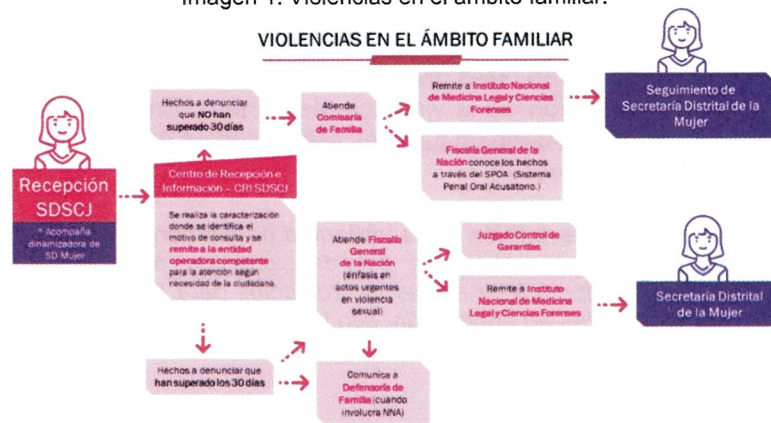 Imagen 1. Violencias en el ámbito familiar.
VIOLENCIAS EN EL ÁMBITO FAMILIAR
Recepción
SDSCJ
* Acompaña
dinamizadora de
SD Mujer
Hechos a denunciar
que NO han
superado 30 días
Centro de Recepción e
Información – CRI SDSCJ
Se realiza la caracterización
donde se identifica el
motivo de consulta y se
remite a la entidad
operadora competente
para la atención según
necesidad de la ciudadana.
Hechos a denunciar que
han superado los 30 días
Atiende
Comisaría
de Familia
Remite a Instituto Nacional
de Medicina Legal y Ciencias
Forenses
Seguimiento de
Secretaría Distrital de la
Mujer
Fiscalía General de la
Nación conoce los hechos
a través del SPOA (Sistema
Penal Oral Acusatorio.)
Atiende Fiscalía
General
de la Nación
(énfasis en
actos urgentes
en violencia
sexual)
Juzgado Control de
Garantías
Remite a Instituto
Nacional de Medicina
Legal y Ciencias Forenses
Secretaría Distrital
de la Mujer
Comunica a
Defensoría de
Familia (cuando
involucra NNA)